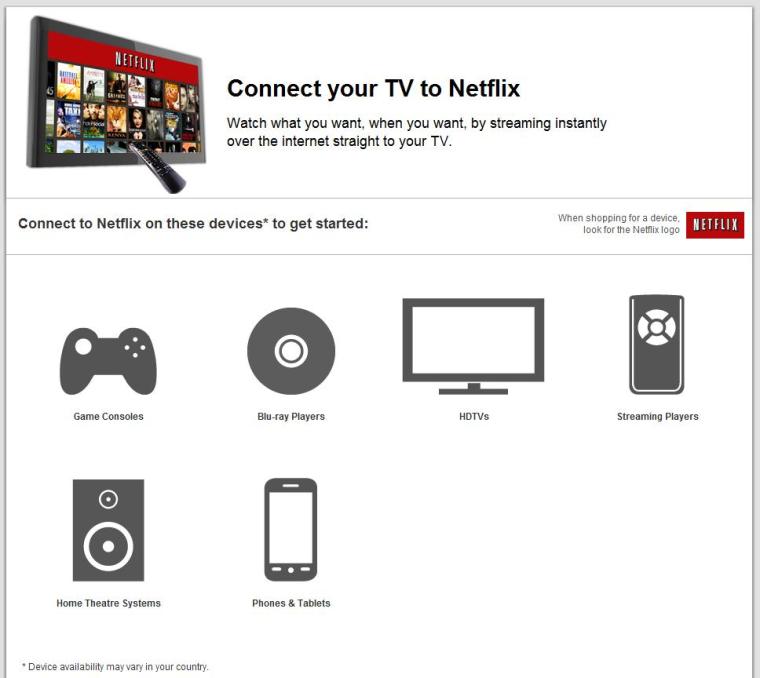 NETFLIX
Connect your TV to Netflix
Watch what you want, when you want, by streaming instantly
over the internet straight to your TV.
Connect to Netflix on these devices* to get started:
When shopping for a device,
look for the Netflix logo
NETFLIX
Game Consoles
Blu-ray Players
HDTVs
Streaming Players
Home Theatre Systems
Phones & Tablets
* Device availability may vary in your country.